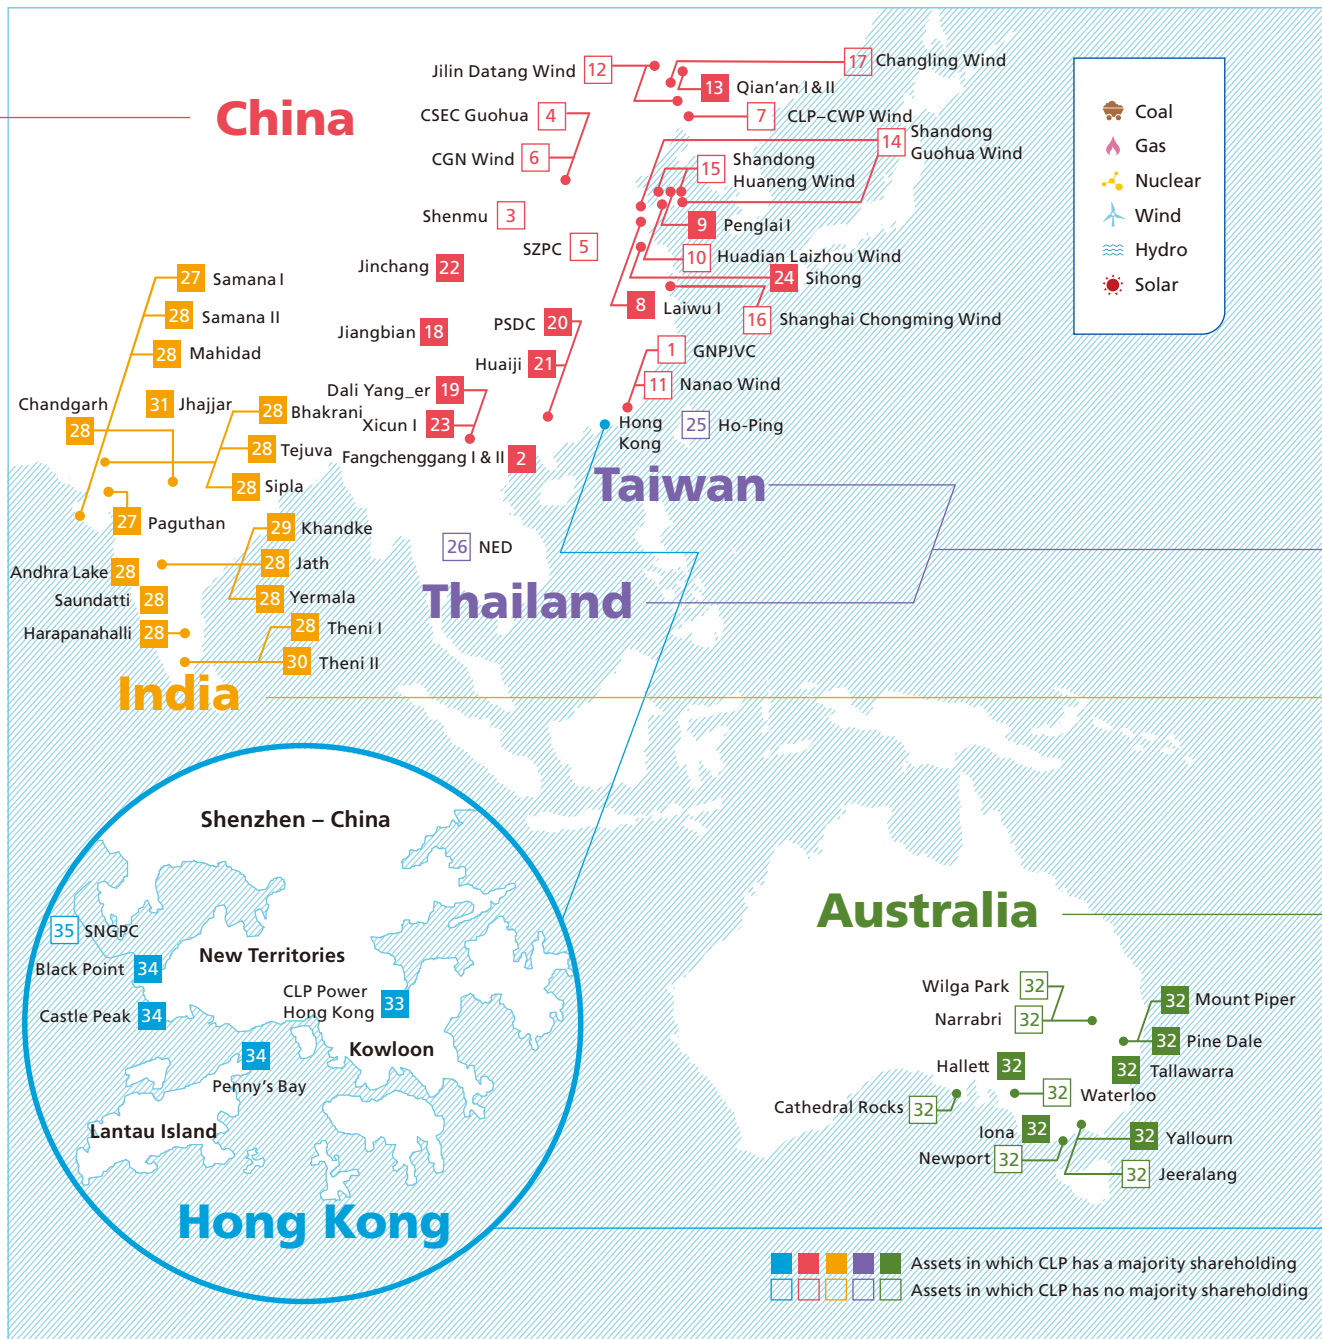 Jilin Datang Wind 12
17 Changling Wind
China
13 Qian’an I & II
CSEC Guohua 4
7 CLP–CWP Wind
14 Shandong
Guohua Wind
CGN Wind 6
15 Shandong
Huaneng Wind
Shenmu 3
9 Penglai I
SZPC 5
10 Huadian Laizhou Wind
Jinchang 22
24 Sihong
8 Laiwu I
16 Shanghai Chongming Wind
Jiangbian 18
PSDC 20
1 GNPJVC
Huaiji 21
11 Nanao Wind
Dali Yang_er 19
Xicun I 23
Hong
Kong
25 Ho-Ping
Fangchenggang I & II 2
Coal
Gas
Nuclear
Wind
Hydro
Solar
27 Samana I
28 Samana II
28 Mahidad
Chandgarh
28
31 Jhajjar
28 Bhakrani
28 Tejuva
28 Sipla
27 Paguthan
29 Khandke
Andhra Lake 28
28 Jath
Saundatti 28
28 Yermala
Harapanahalli 28
28 Theni I
30 Theni II
India
Taiwan
26 NED
Thailand
Shenzhen – China
35 SNGPC
New Territories
Black Point 34
CLP Power
Hong Kong 33
Castle Peak 34
Kowloon
34
Penny’s Bay
Lantau Island
Hong Kong
Australia
Wilga Park 32
32 Mount Piper
Narrabri 32
32 Pine Dale
Hallett 32
32 Tallawarra
32 Waterloo
Cathedral Rocks 32
Iona 32
32 Yallourn
Newport 32
32 Jeeralang
Assets in which CLP has a majority shareholding
Assets in which CLP has no majority shareholding